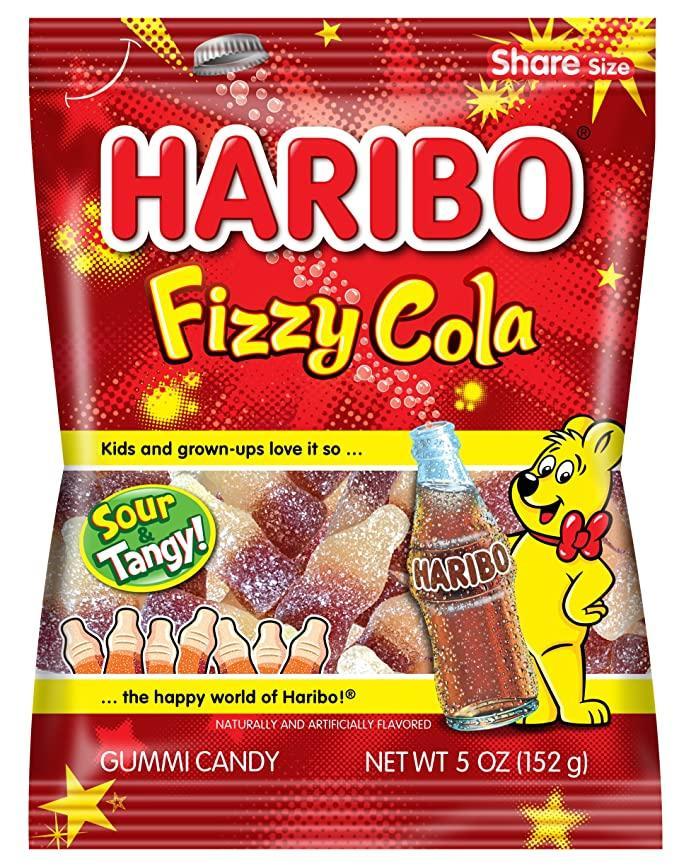 Share Size
HARIBO®
Fizzy Cola
Kids and grown-ups love it so ...
Sour
&
Tangy!
HARIBO
... the happy world of Haribo!®
NATURALLY AND ARTIFICIALLY FLAVORED
GUMMI CANDY NET WT 5 OZ (152 g)